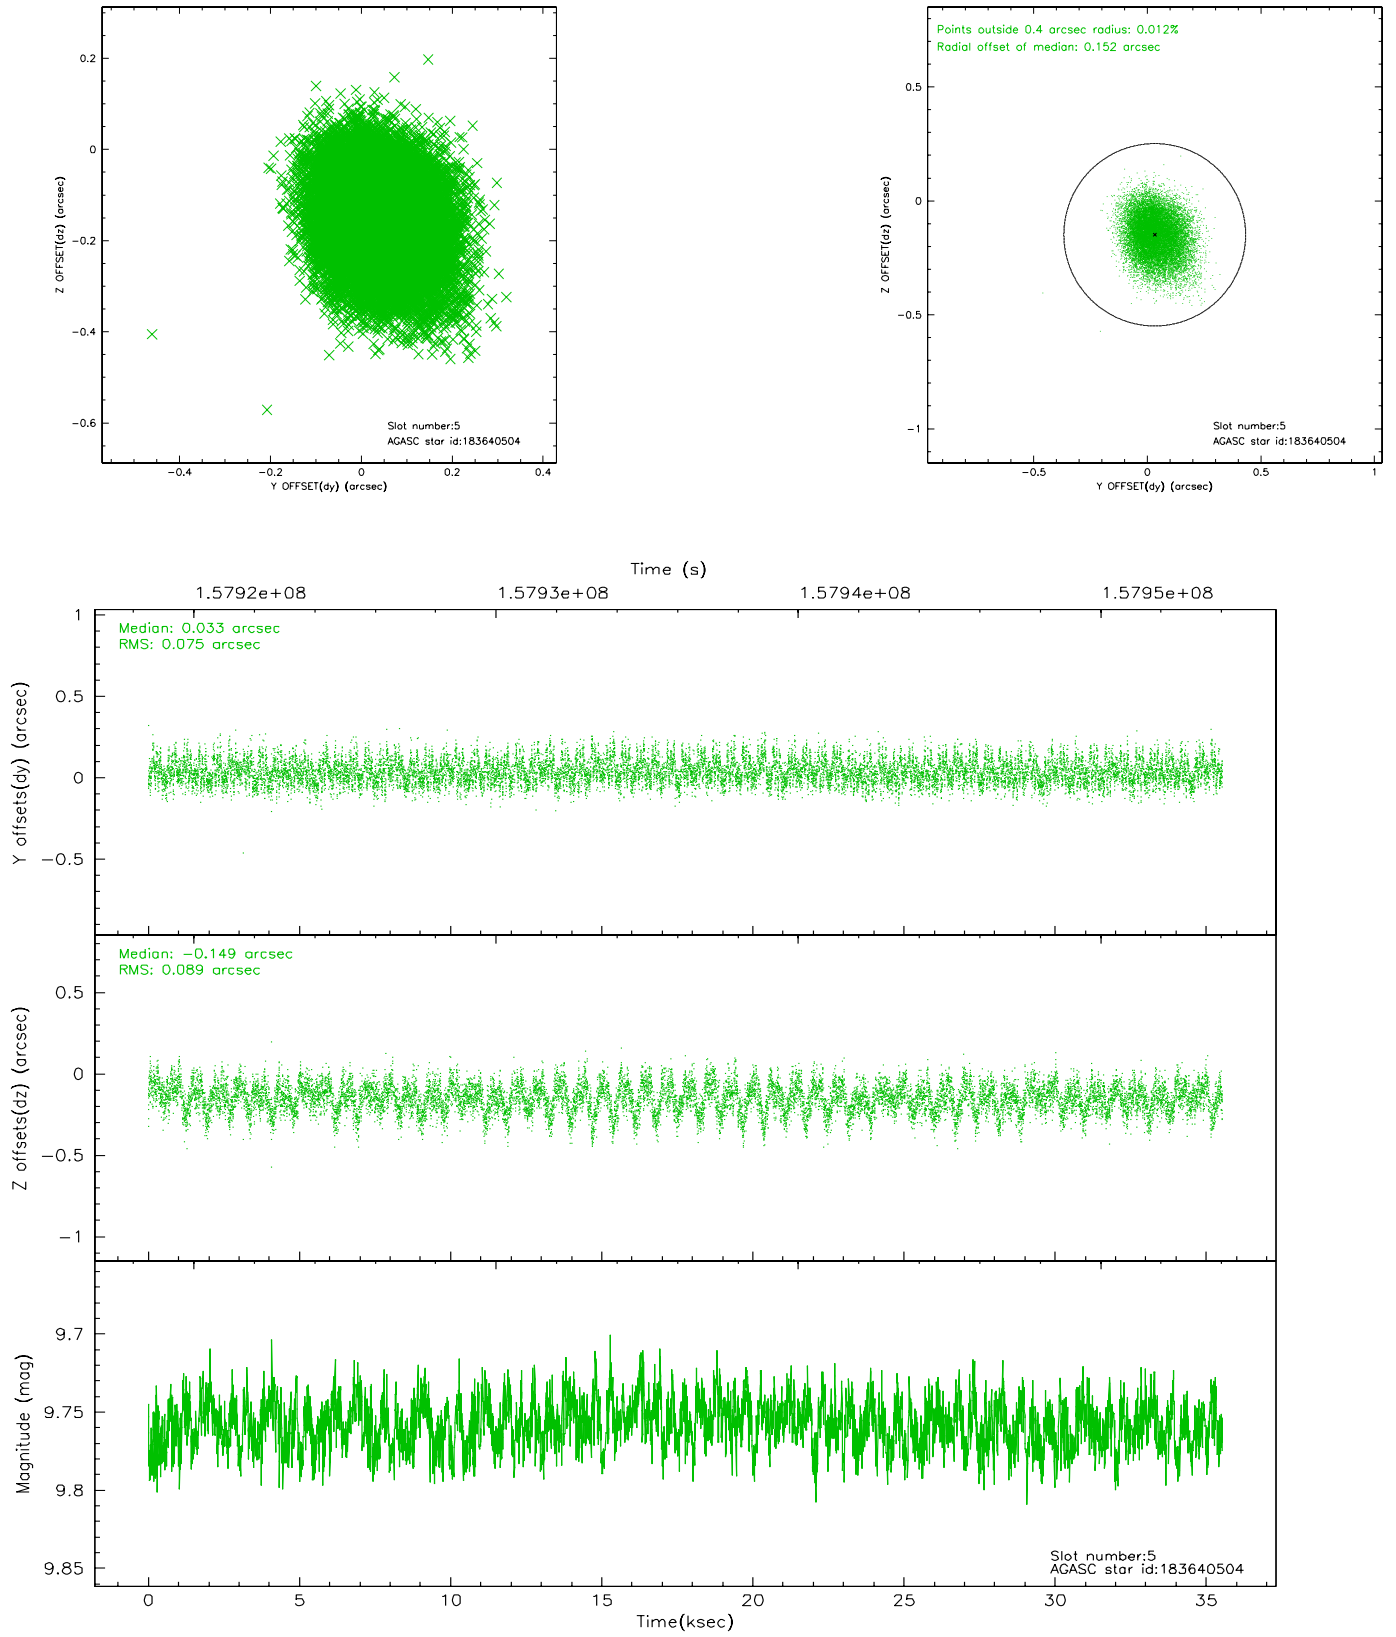 0.2
0
−0.2
−0.4
−0.6
Z OFFSET(dz) (arcsec)
Slot number:5
AGASC star id:183640504
−0.4 −0.2 0 0.2 0.4
Y OFFSET(dy) (arcsec)
Points outside 0.4 arcsec radius: 0.012%
Radial offset of median: 0.152 arcsec
0.5
0
−0.5
−1
Z OFFSET(dz) (arcsec)
Slot number:5
AGASC star id:183640504
−0.5 0 0.5 1
Y OFFSET(dy) (arcsec)
Time (s)
1.5792e+08 1.5793e+08 1.5794e+08 1.5795e+08
Median: 0.033 arcsec
RMS: 0.075 arcsec
1
0.5
0
−0.5
Y offsets(dy) (arcsec)
Median: −0.149 arcsec
RMS: 0.089 arcsec
0.5
0
−0.5
−1
Z offsets(dz) (arcsec)
9.7
9.75
9.8
9.85
Magnitude (mag)
Slot number:5
AGASC star id:183640504
0 5 10 15 20 25 30 35
Time(ksec)